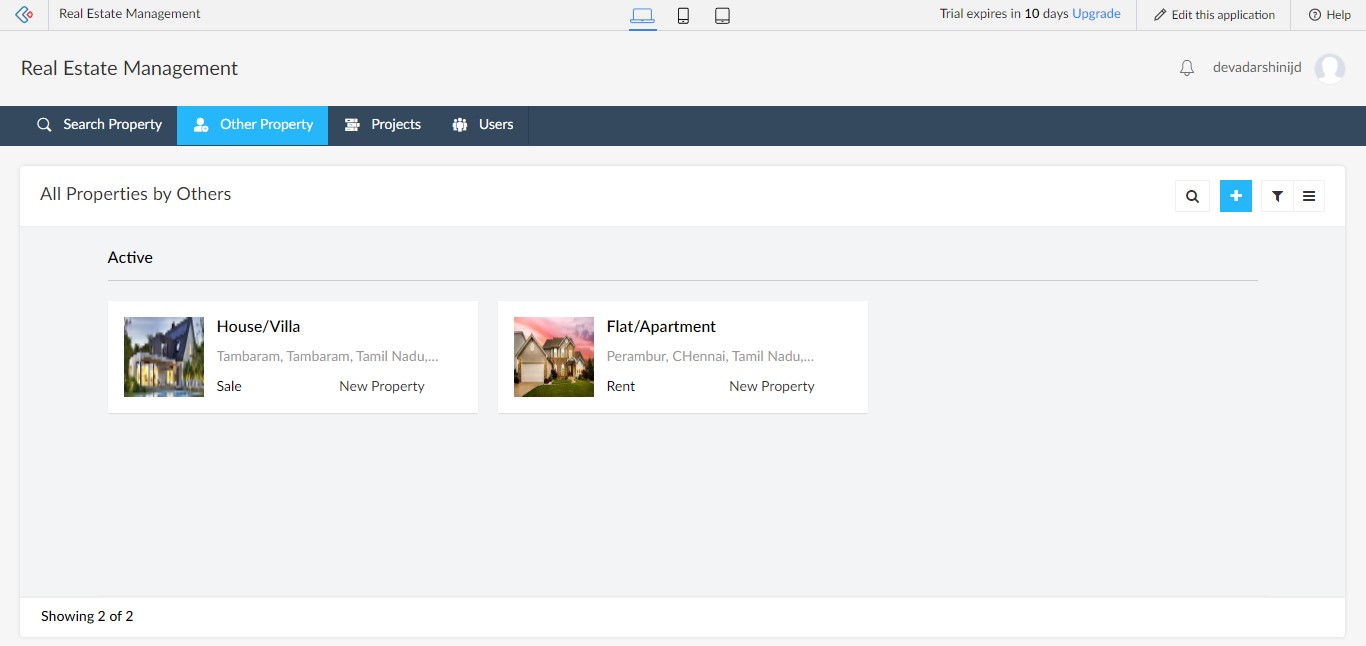 Real Estate Management
Trial expires in 10 days Upgrade
Edit this application
Help
Real Estate Management
devadarshinijd
Search Property
Other Property
Projects
Users
All Properties by Others
Active
House/Villa
Tambaram, Tambaram, Tamil Nadu,...
Sale New Property
Flat/Apartment
Perambur, CHennai, Tamil Nadu,...
Rent New Property
Showing 2 of 2